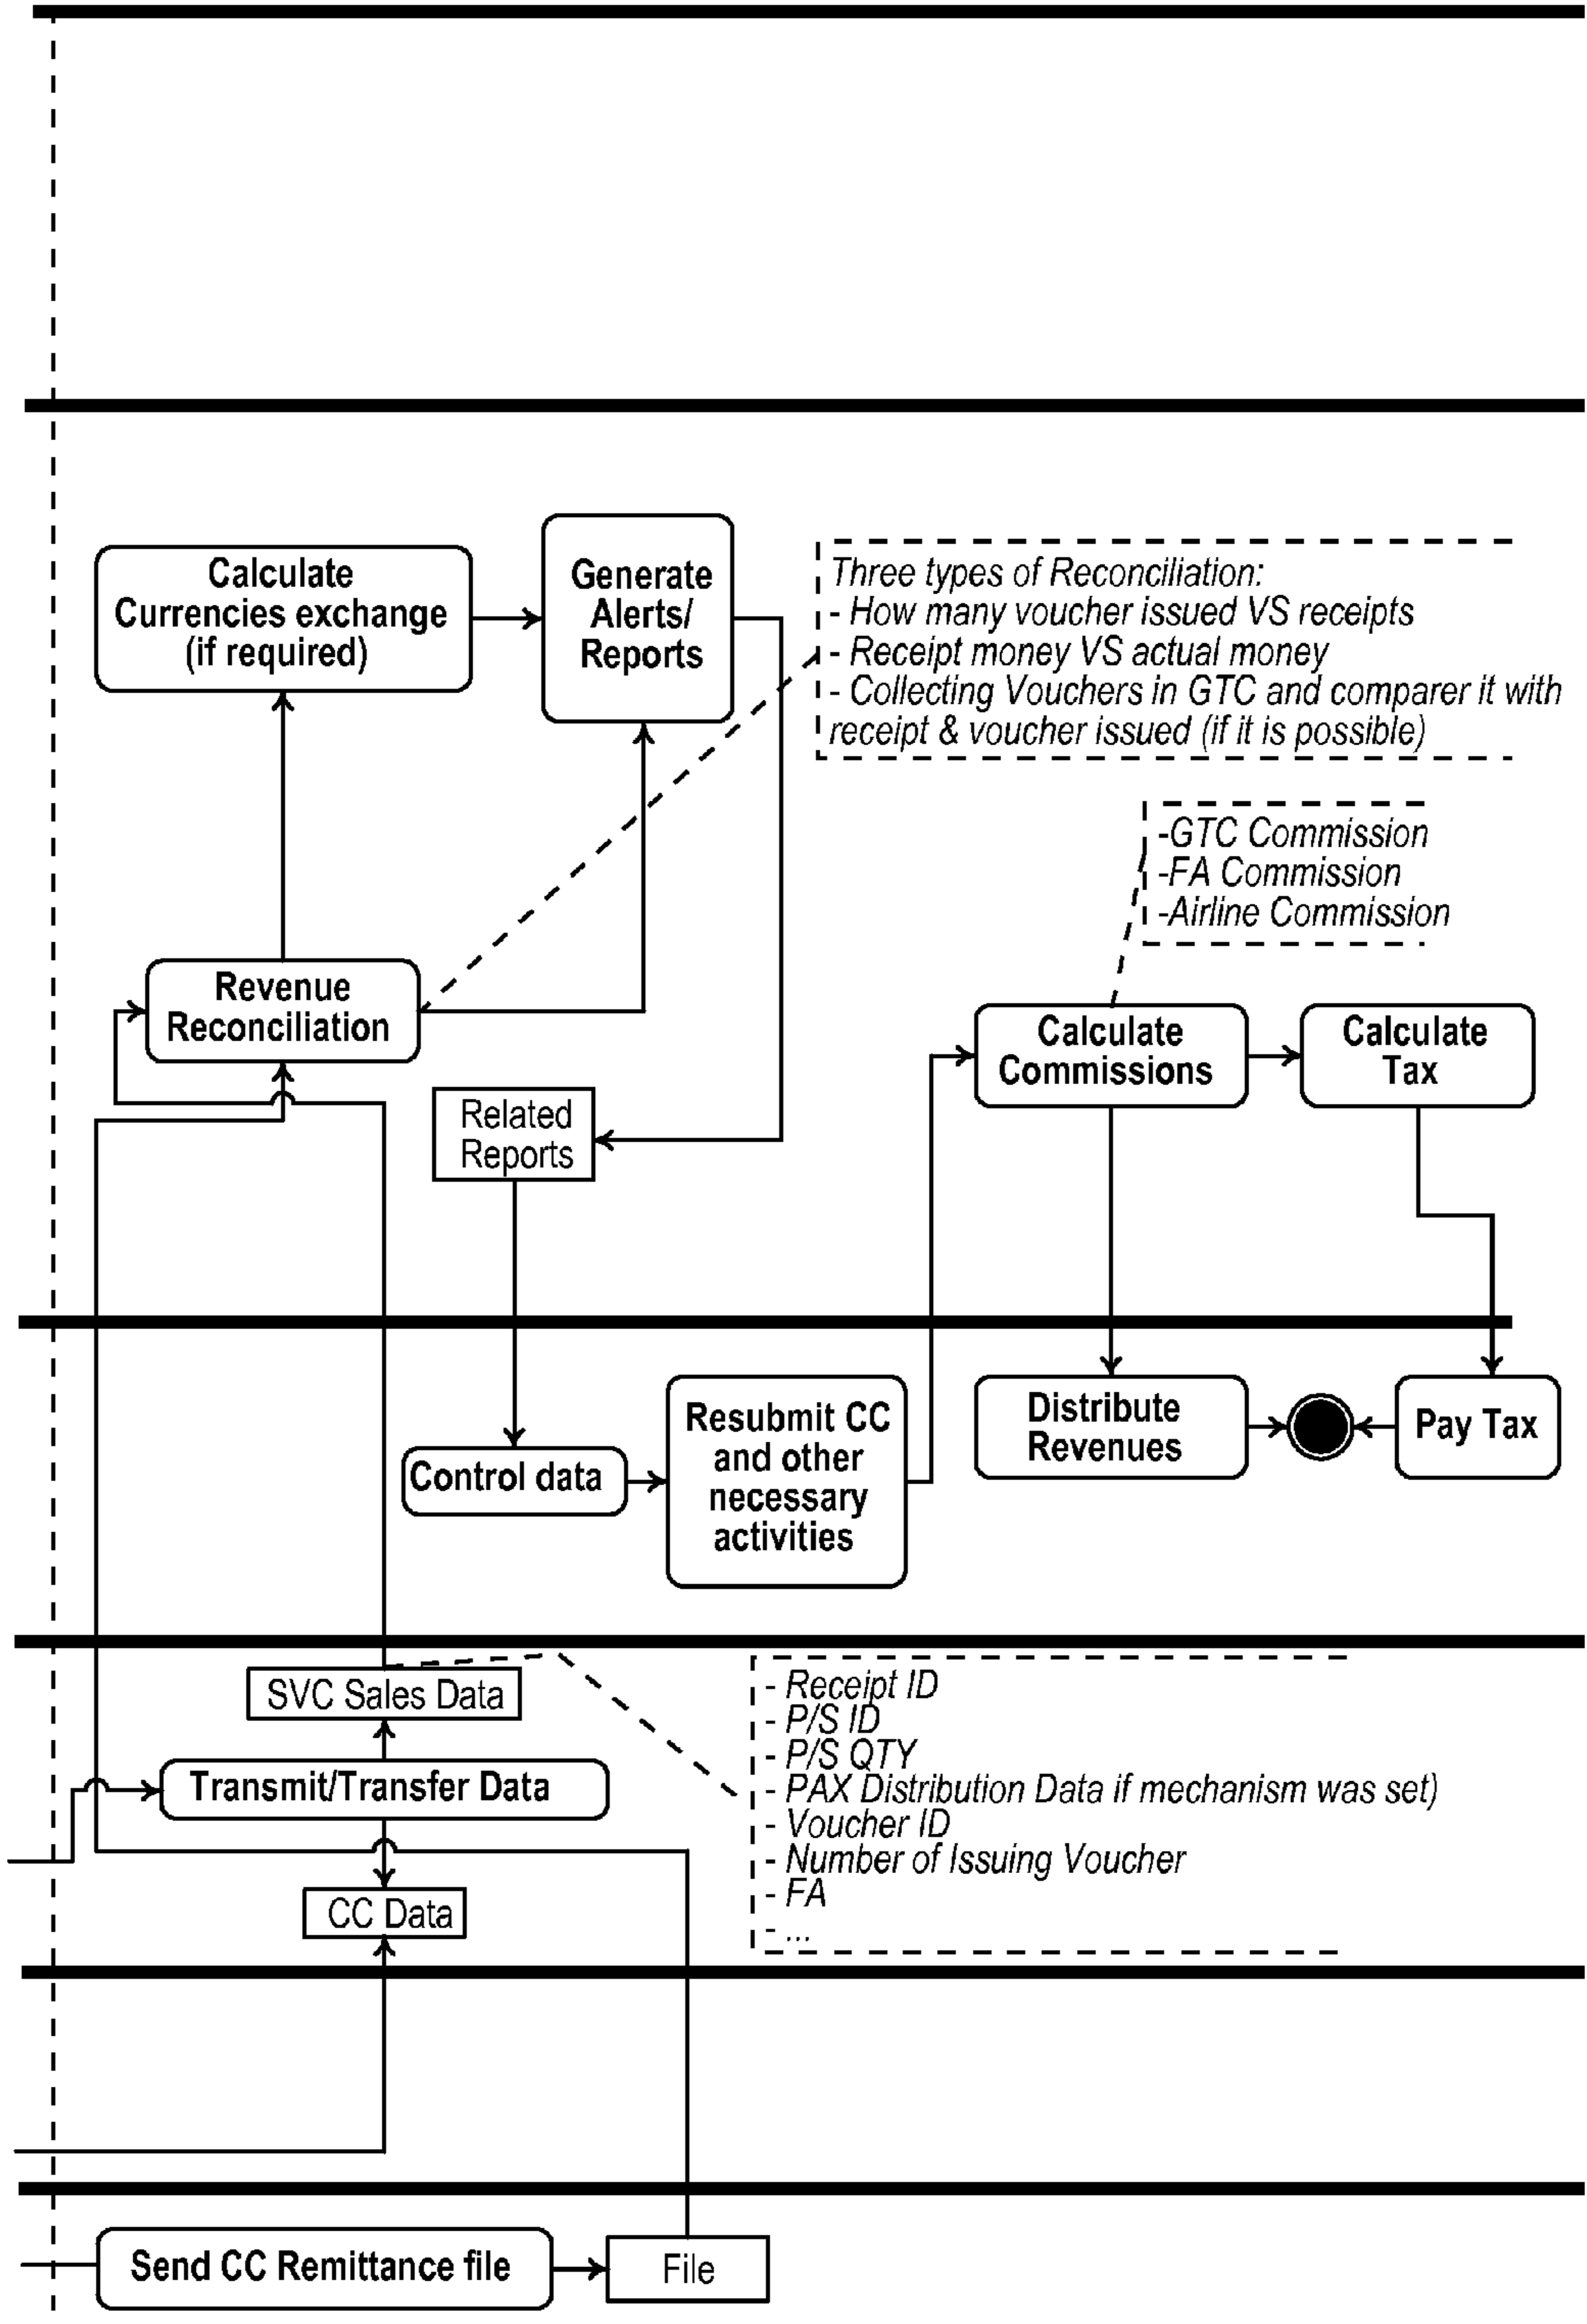 Calculate
Currencies exchange
(if required)
Generate
Alerts/
Reports
Three types of Reconciliation:
- How many voucher issued VS receipts
- Receipt money VS actual money
- Collecting Vouchers in GTC and comparer it with
receipt & voucher issued (if it is possible)
-GTC Commission
-FA Commission
-Airline Commission
Revenue
Reconciliation
Calculate
Commissions
Calculate
Tax
Related
Reports
Distribute
Revenues
Pay Tax
Resubmit CC
and other
necessary
activities
Control data
SVC Sales Data
Transmit/Transfer Data
CC Data
- Receipt ID
- P/S ID
- P/S QTY
- PAX Distribution Data if mechanism was set)
- Voucher ID
- Number of Issuing Voucher
- FA
- ...
Send CC Remittance file
File